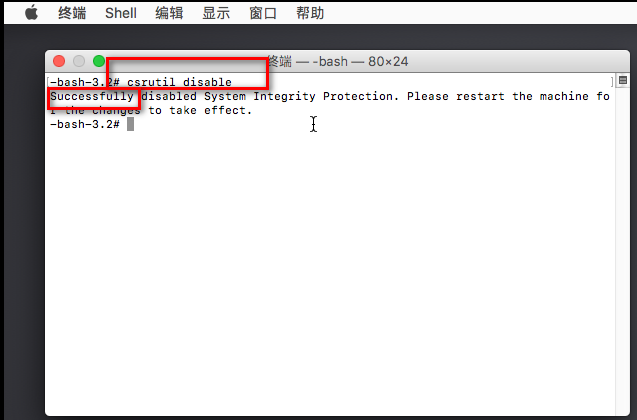 终端 Shell 编辑 显示 窗口 帮助
终端 — -bash — 80×24
[-bash-3.2# csrutil disable ]
Successfully disabled System Integrity Protection. Please restart the machine fo
r the changes to take effect.
-bash-3.2#